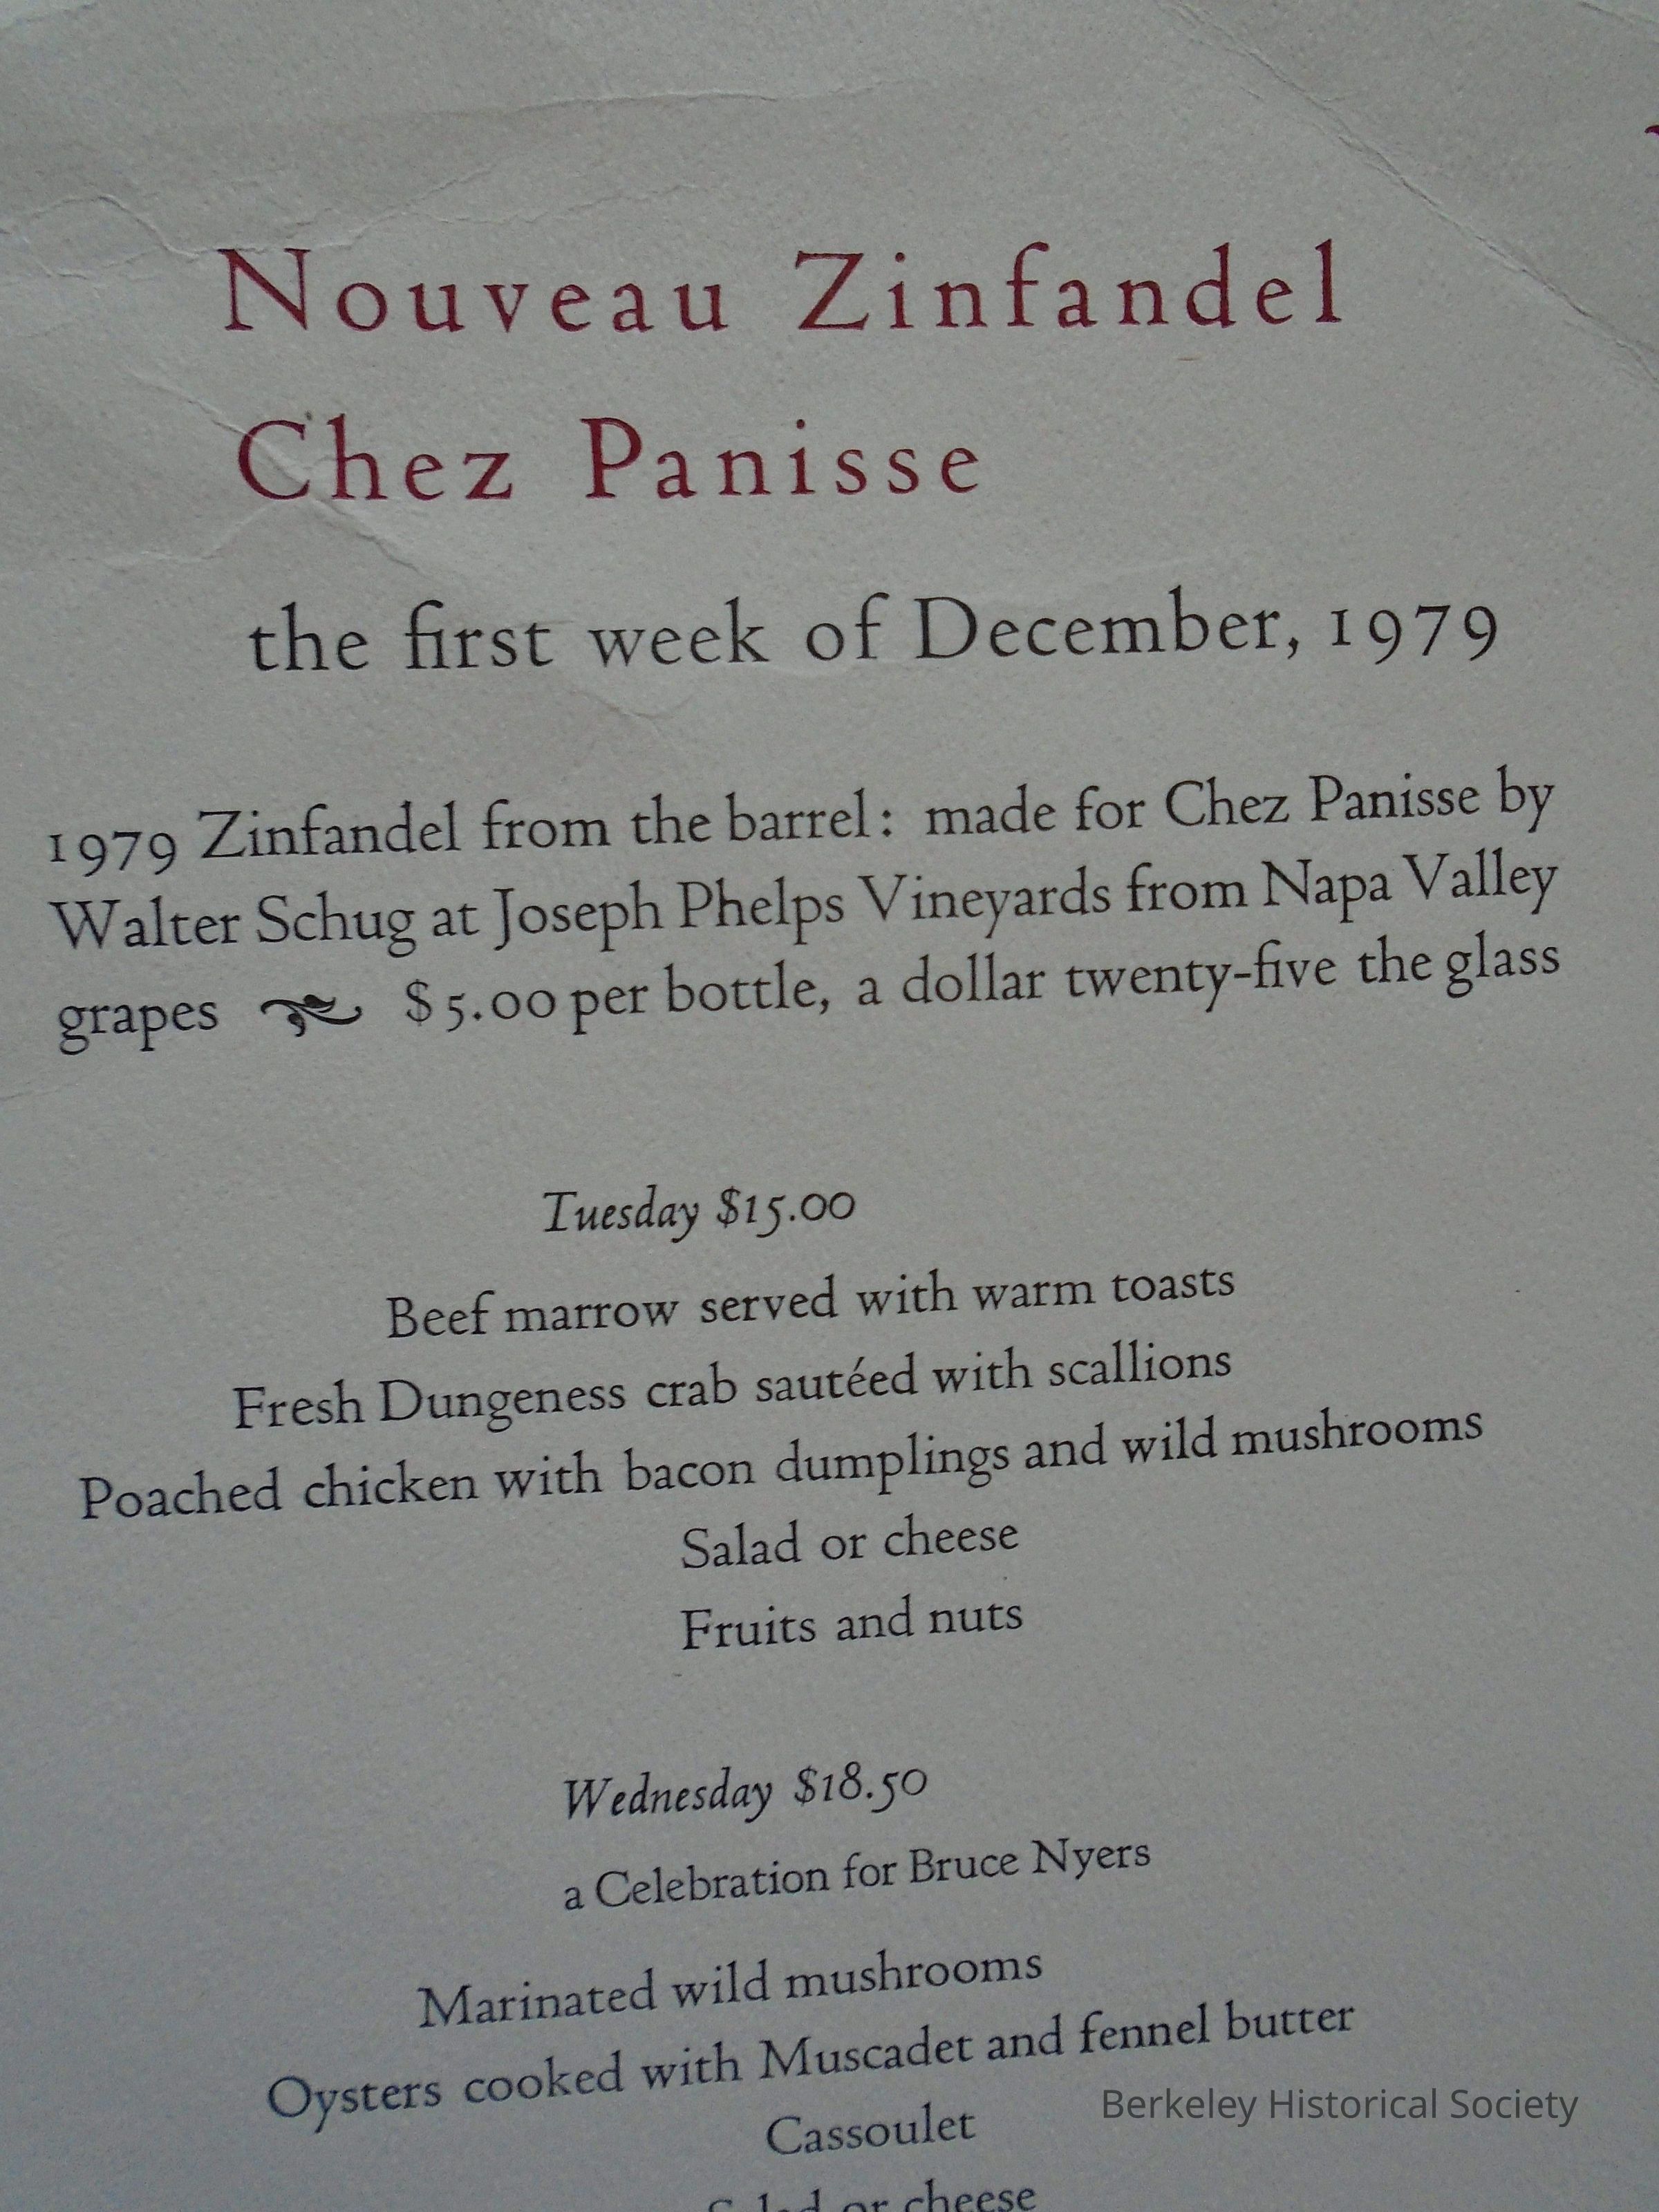 Nouveau Zinfandel
Chez Panisse
the first week of December, 1979
1979 Zinfandel from the barrel: made for Chez Panisse by
Walter Schug at Joseph Phelps Vineyards from Napa Valley
grapes $5.00 per bottle, a dollar twenty-five the glass
Tuesday $15.00
Beef marrow served with warm toasts
Fresh Dungeness crab sautéed with scallions
Poached chicken with bacon dumplings and wild mushrooms
Salad or cheese
Fruits and nuts
Wednesday $18.50
a Celebration for Bruce Nyers
Marinated wild mushrooms
Oysters cooked with Muscadet and fennel butter
Cassoulet
Salad or cheese
Berkeley Historical Society